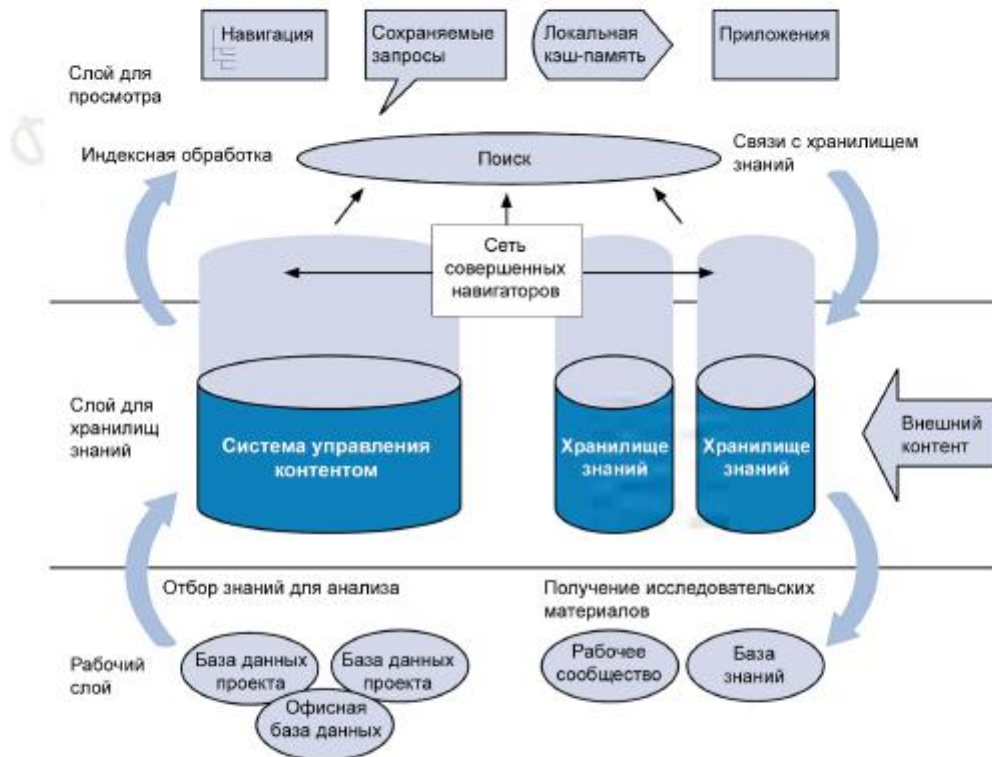 Навигация
Сохраняемые
запросы
Локальная
кэш-память
Приложения
Слой для
просмотра
Индексная обработка
Поиск
Связи с хранилищем
знаний
Сеть
совершенных
навигаторов
Слой для
хранилищ
знаний
Система управления
контентом
Хранилище
знаний
Хранилище
знаний
Внешний
контент
Отбор знаний для анализа
Получение исследовательских
материалов
Рабочий
слой
База данных
проекта
База данных
проекта
Офисная
база данных
Рабочее
сообщество
База
знаний